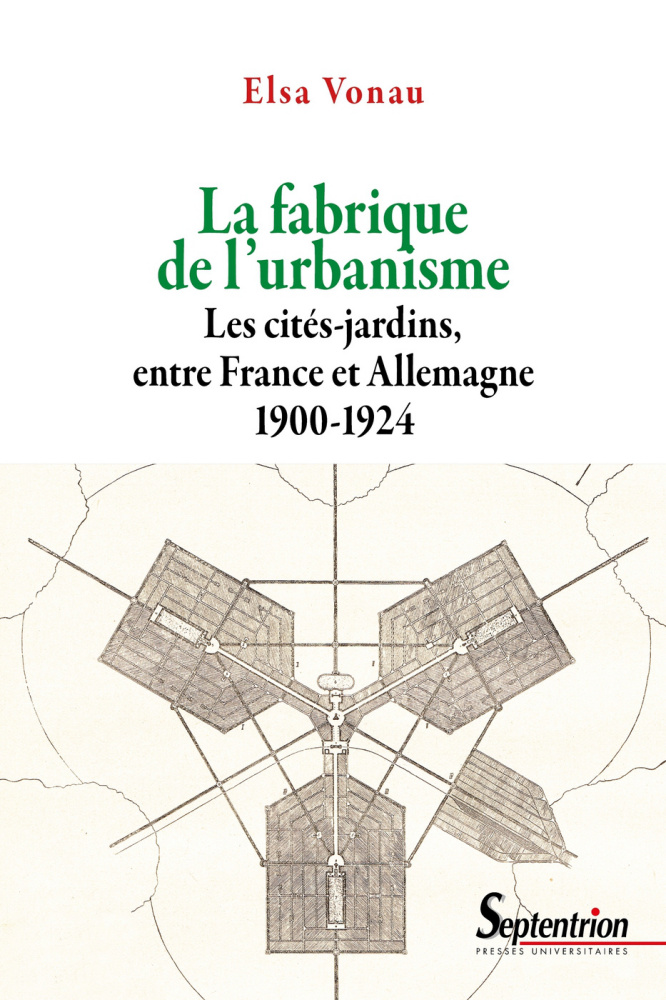 Elsa Vonau
La fabrique
de l’urbanisme
Les cités-jardins,
entre France et Allemagne
1900-1924
Septentrion
PRESSES UNIVERSITAIRES